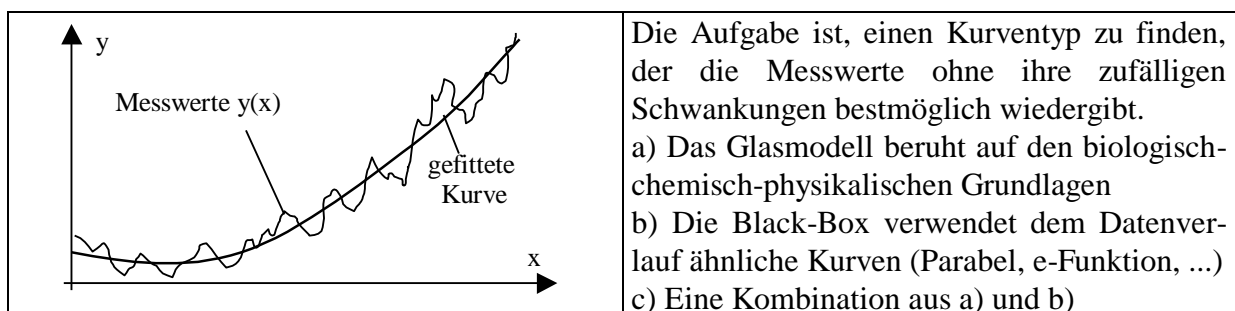 y
Messwerte y(x)
gefittete
Kurve
x
Die Aufgabe ist, einen Kurventyp zu finden,
der die Messwerte ohne ihre zufälligen
Schwankungen bestmöglich wiedergibt.
a) Das Glasmodell beruht auf den biologisch-
chemisch-physikalischen Grundlagen
b) Die Black-Box verwendet dem Datenver-
lauf ähnliche Kurven (Parabel, e-Funktion, ...)
c) Eine Kombination aus a) und b)